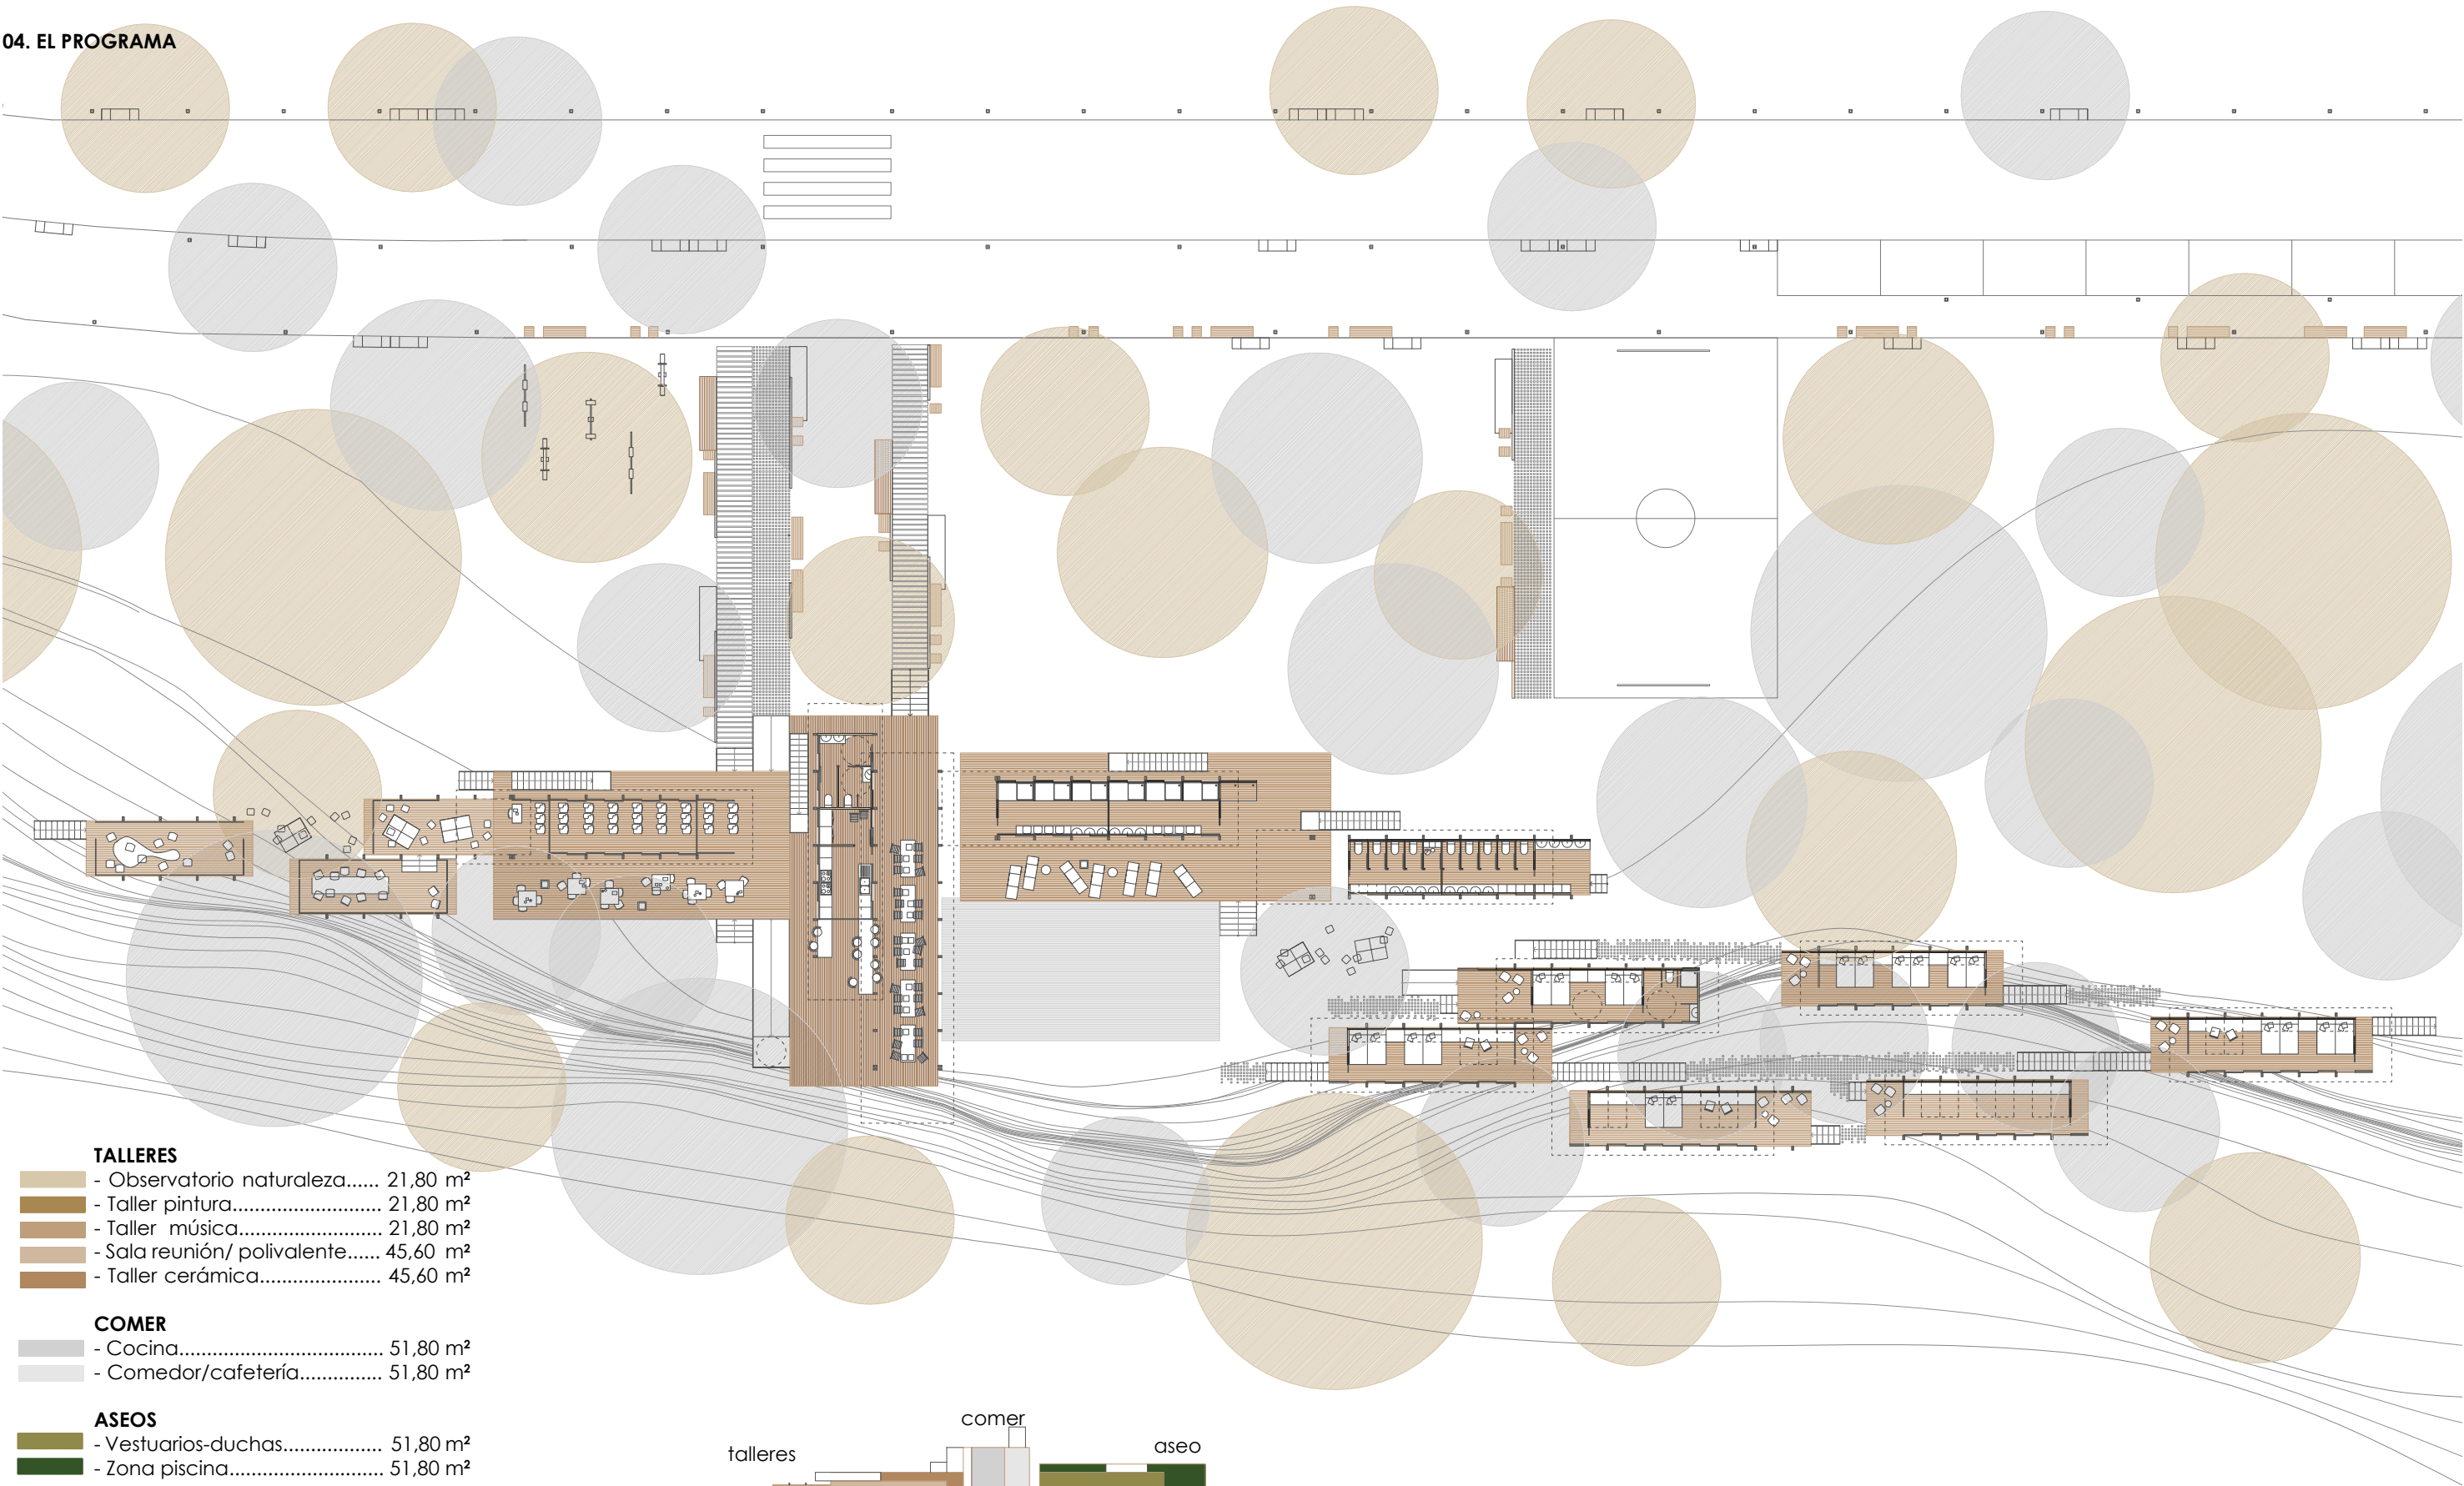 04. EL PROGRAMA
TALLERES
- Observatorio naturaleza...... 21,80 m²
- Taller pintura........................... 21,80 m²
- Taller música.......................... 21,80 m²
- Sala reunión/ polivalente...... 45,60 m²
- Taller cerámica...................... 45,60 m²
COMER
- Cocina..................................... 51,80 m²
- Comedor/cafetería............... 51,80 m²
ASEOS
- Vestuarios-duchas.................. 51,80 m²
- Zona piscina............................ 51,80 m²
comer
talleres
aseo